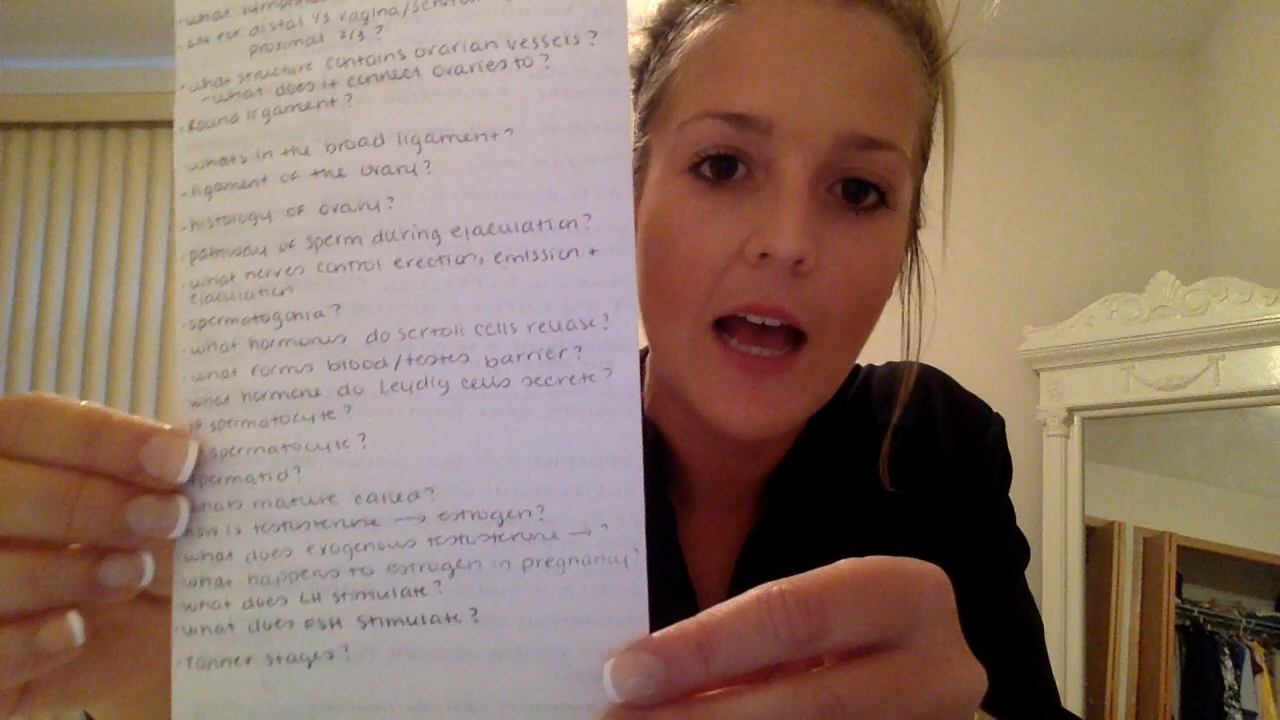 -what
- LN for distal 1/3 vagina/
proximal 2/3?
-what structure contains ovarian vessels?
-what does it connect ovaries to?
-Round ligament?
-whats in the broad ligament?
-ligament of the ovary?
-histology of ovary?
-pathway of sperm during ejaculation?
-what nerves control erection, emission +
ejaculation
-spermatogonia?
-what hormones do sertoli cells release?
-what forms blood/testes barrier?
what hormone do Leydig cells secrete?
1° spermatocyte?
spermatocyte?
spermatid?
whats mature called?
how is testosterone → estrogen?
-what does exogenous testosterone → ?
-what happens to estrogen in pregnancy?
-what does LH stimulate?
-what does FSH stimulate?
-Tanner stages?